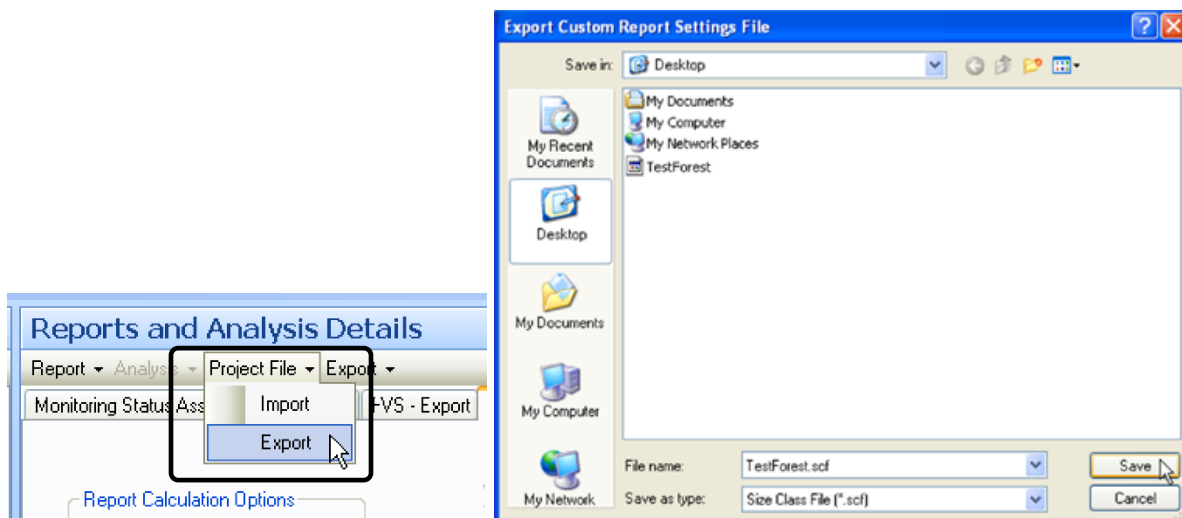 Reports and Analysis Details
Report Analysis Project File Export
Monitoring Status Ass FVS - Export
Import
Export
Report Calculation Options
Export Custom Report Settings File
Save in: Desktop
My Documents
My Computer
My Network Places
TestForest
My Recent
Documents
Desktop
My Documents
My Computer
My Network
File name: TestForest.scf Save
Save as type: Size Class File (*.scf) Cancel